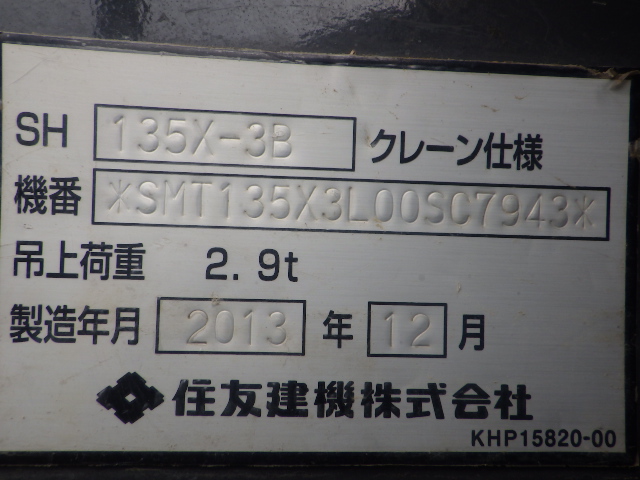 SH 135X-3B クレーン仕様
機番 *SMT135X3L00SC7943*
吊上荷重 2.9t
製造年月 2013 年 12 月
住友建機株式会社
KHP15820-00